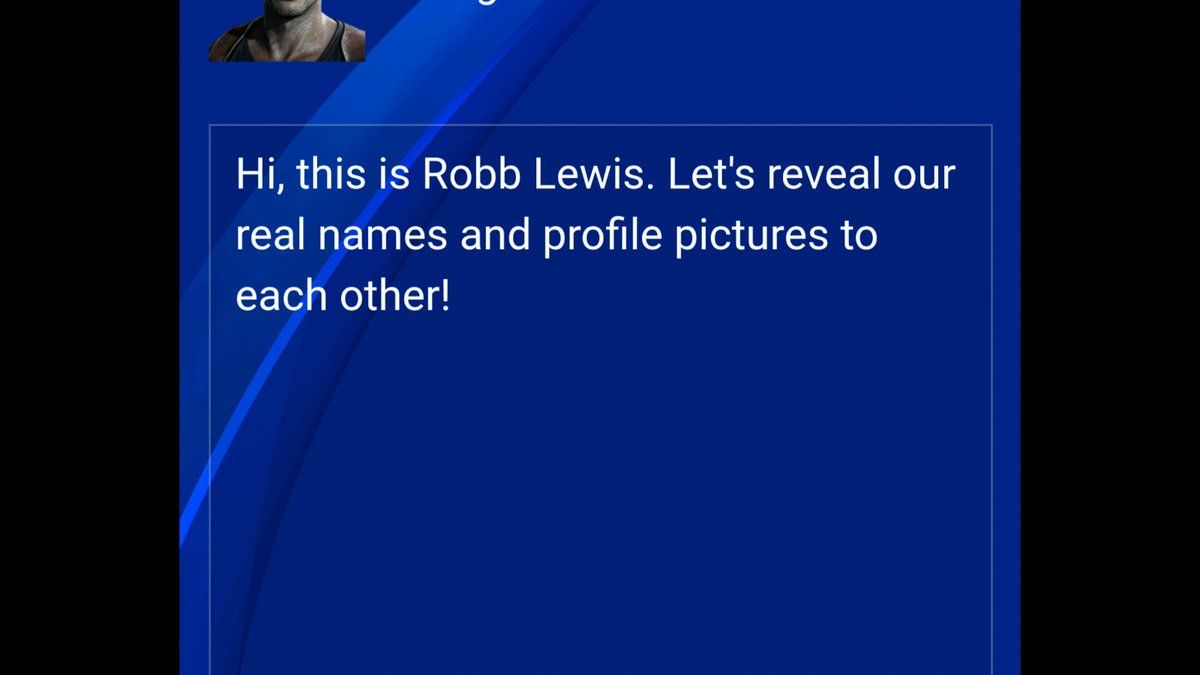 Hi, this is Robb Lewis. Let's reveal our
real names and profile pictures to
each other!